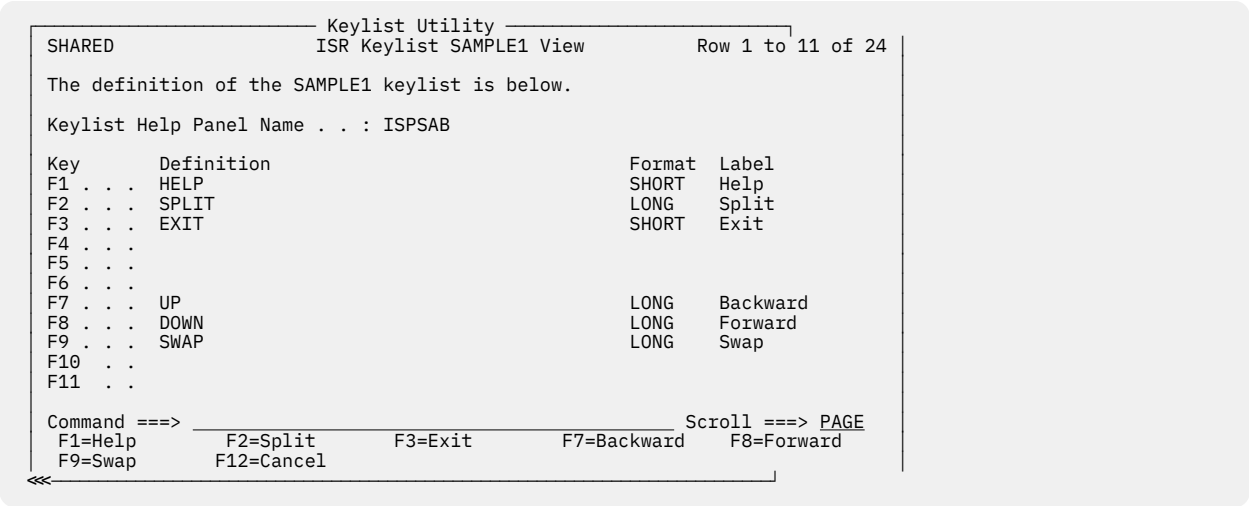 Keylist Utility
SHARED ISR Keylist SAMPLE1 View Row 1 to 11 of 24
The definition of the SAMPLE1 keylist is below.
Keylist Help Panel Name . . : ISPSAB
Key Definition Format Label
F1 . . . HELP SHORT Help
F2 . . . SPLIT LONG Split
F3 . . . EXIT SHORT Exit
F4 . . .
F5 . . .
F6 . . .
F7 . . . UP LONG Backward
F8 . . . DOWN LONG Forward
F9 . . . SWAP LONG Swap
F10 . .
F11 . .
Command ===> Scroll ===> PAGE
F1=Help F2=Split F3=Exit F7=Backward F8=Forward
F9=Swap F12=Cancel